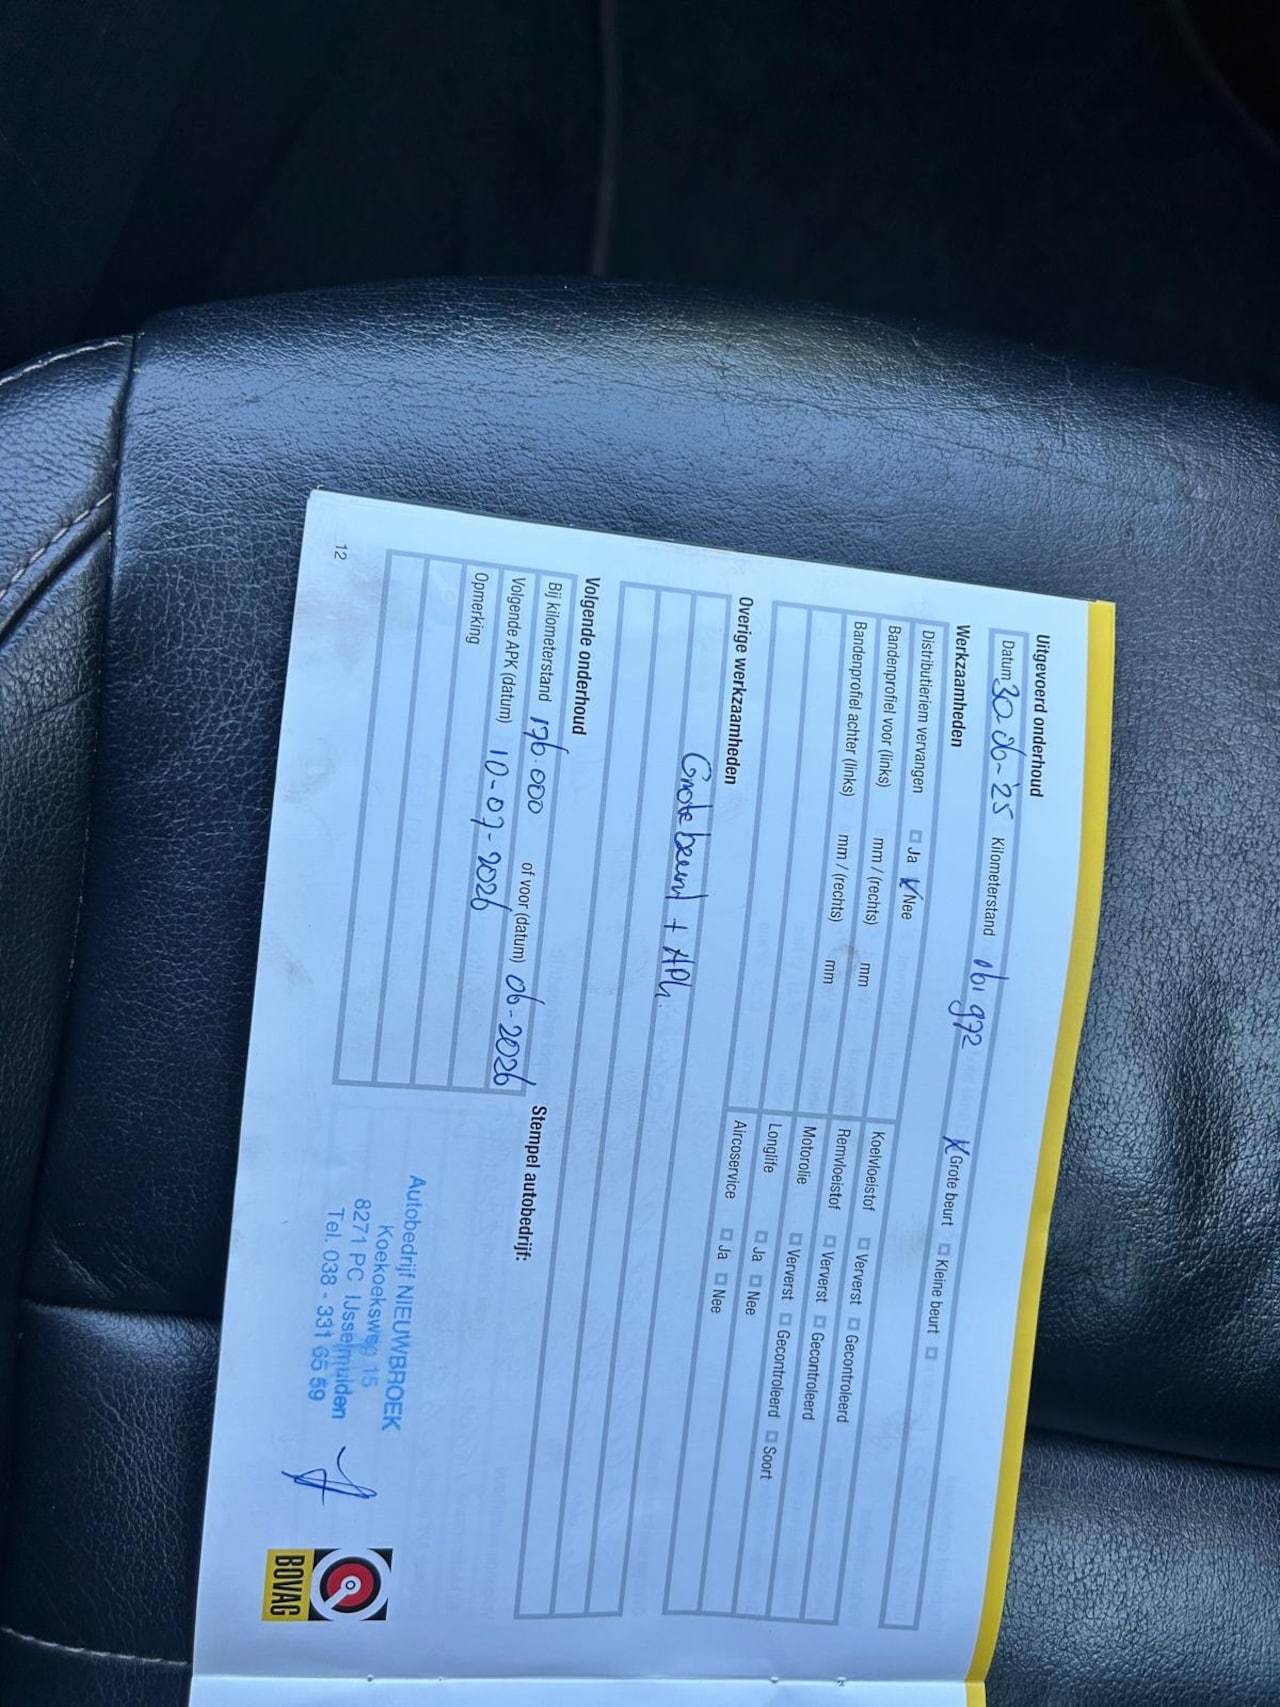 Uitgevoerd onderhoud
Datum 30-06-'25 Kilometerstand 161 972 Grote beurt Kleine beurt
Werkzaamheden
Distributieriem vervangen Ja Nee
Bandenprofiel voor (links) mm / (rechts) mm
Bandenprofiel achter (links) mm / (rechts) mm
Koelvloeistof Ververst Gecontroleerd
Remvloeistof Ververst Gecontroleerd
Motorolie Ververst Gecontroleerd Soort
Longlife Ja Nee
Aircoservice Ja Nee
Overige werkzaamheden
Grote beurt + APK.
Volgende onderhoud
Bij kilometerstand 176.000 of voor (datum) 06-2026
Volgende APK (datum) 10-07-2026
Opmerking
Stempel autobedrijf:
Autobedrijf NIEUWBROEK
Koekoeksweg 15
8271 PC IJsselmuiden
Tel. 038 - 331 65 59
BOVAG
12